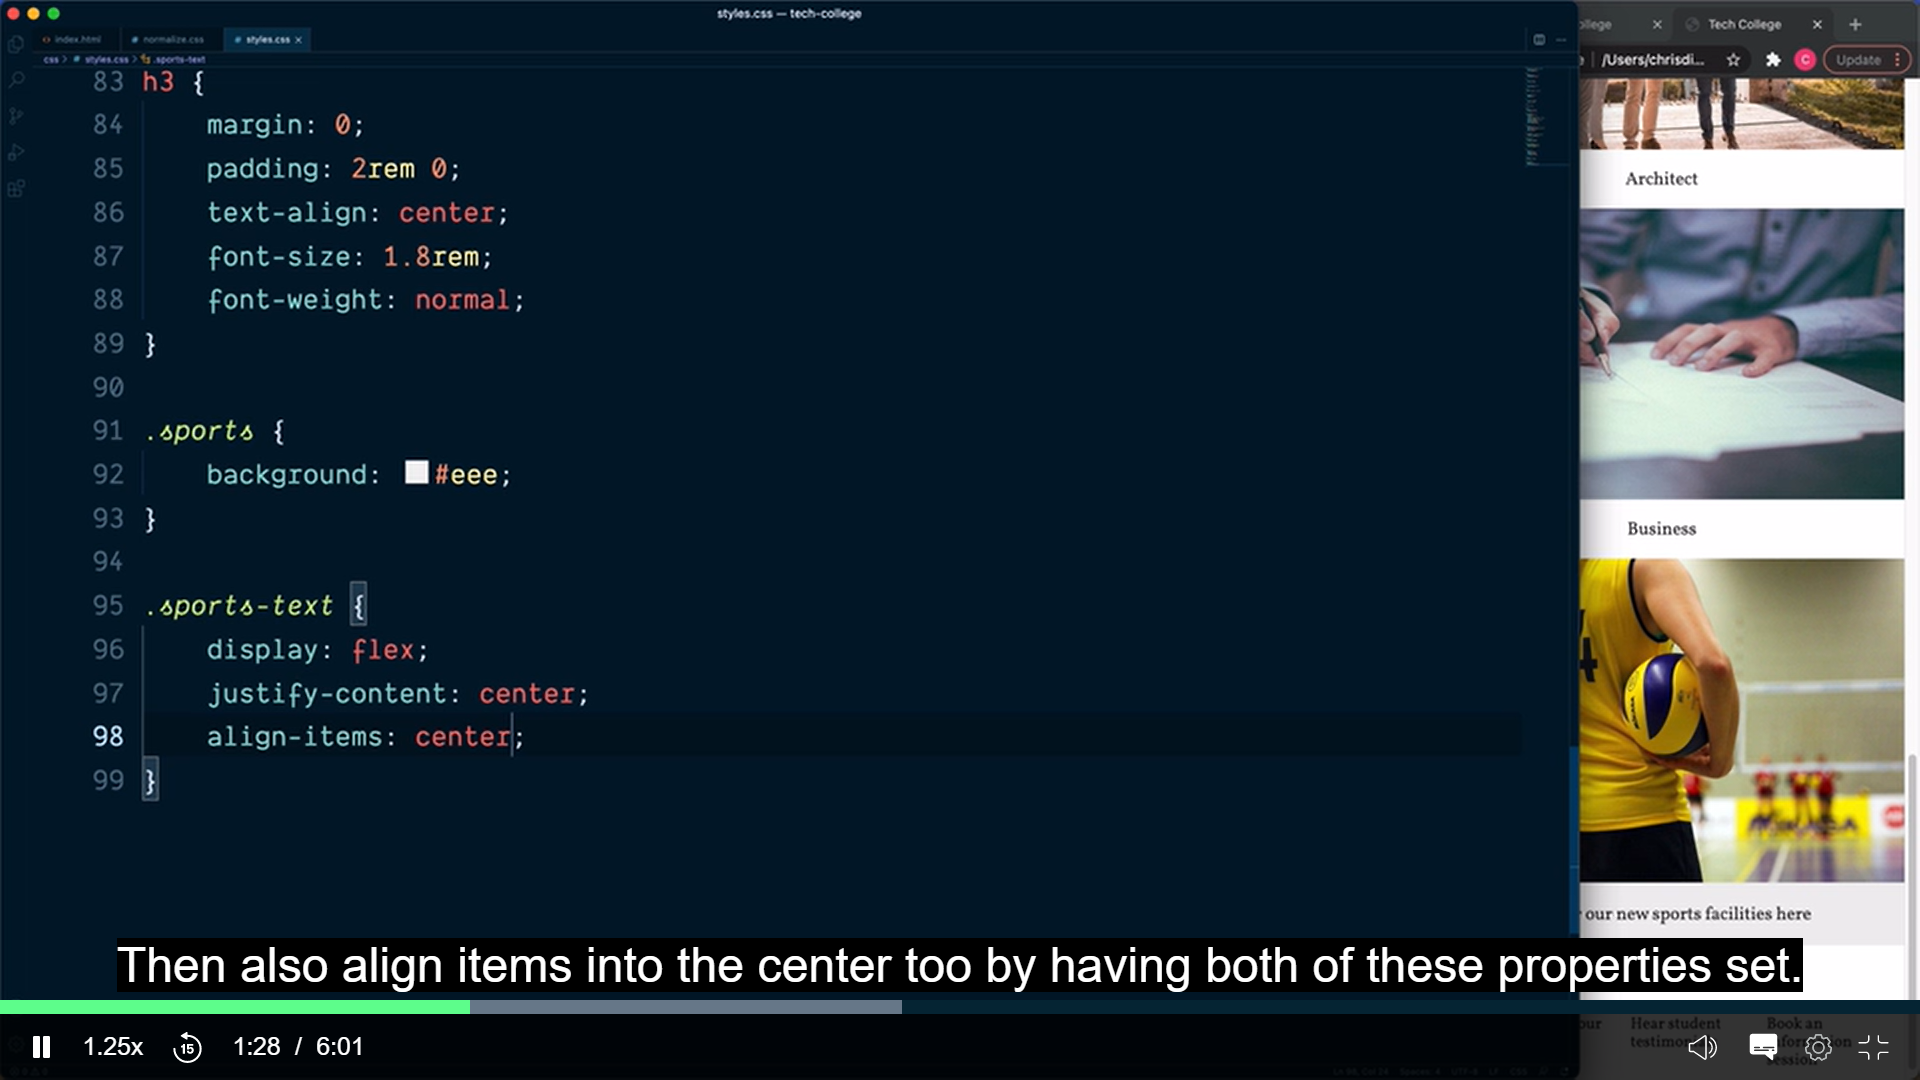 styles.css — tech-college
index.html
normalize.css
styles.css
css > # styles.css > .sports-text
83 h3 {
84 margin: 0;
85 padding: 2rem 0;
86 text-align: center;
87 font-size: 1.8rem;
88 font-weight: normal;
89 }
90
91 .sports {
92 background: #eee;
93 }
94
95 .sports-text {
96 display: flex;
97 justify-content: center;
98 align-items: center;
99 }
Tech College
/Users/chrisdi...
C
Update
Architect
Business
our new sports facilities here
Hear student
Book an
Then also align items into the center too by having both of these properties set.
1.25x
15
1:28 / 6:01